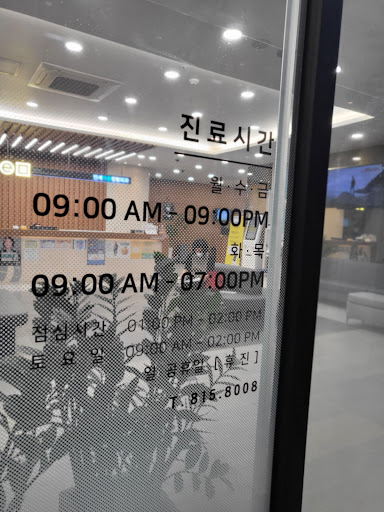 진료시간
월·수·금
09:00 AM - 09:00PM
화·목
09:00 AM - 07:00PM
점심시간 01:00 PM - 02:00 PM
토요일 09:00 AM - 02:00 PM
공휴일 [휴진]
T. 815.8008